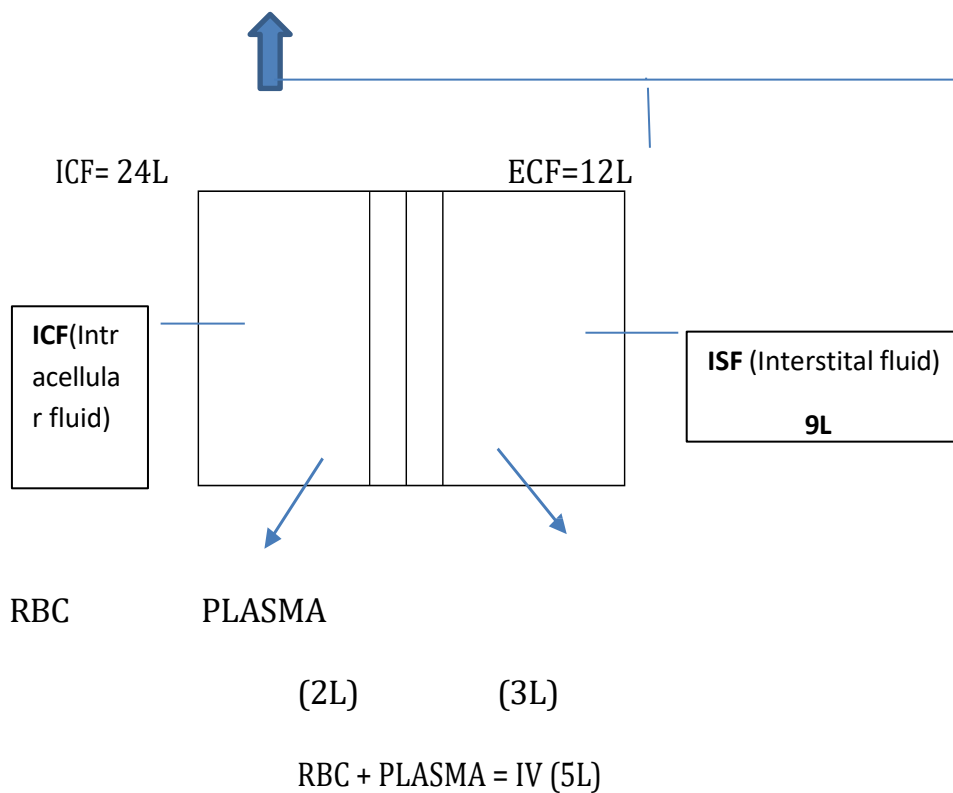 ICF= 24L
ECF=12L
ICF(Intr
acellula
r fluid)
ISF (Interstital fluid)
9L
RBC PLASMA
(2L) (3L)
RBC + PLASMA = IV (5L)